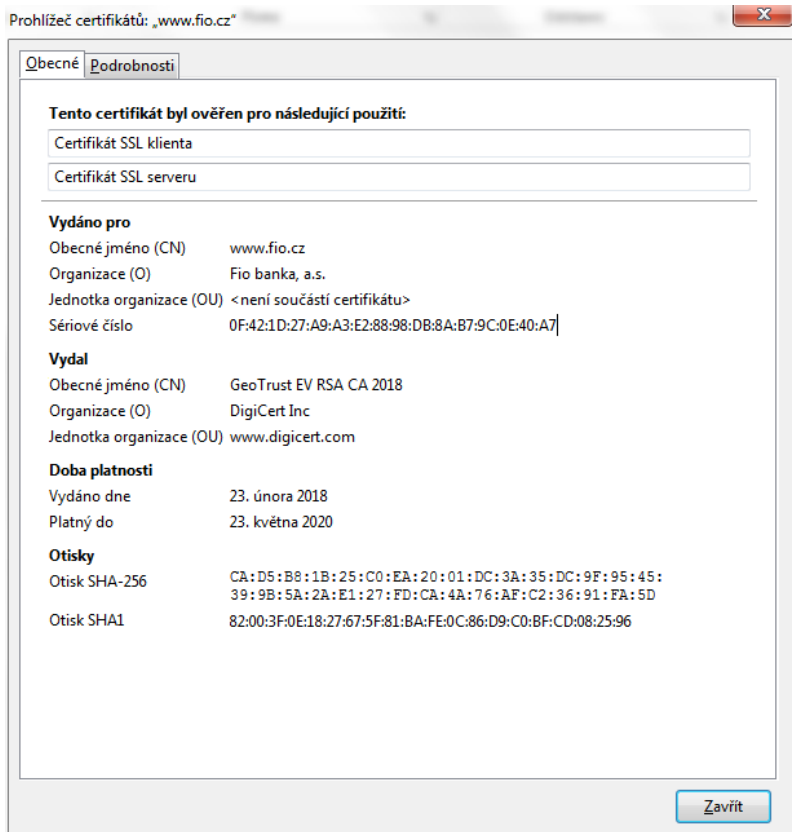 Prohlížeč certifikátů: „www.fio.cz“
Obecné Podrobnosti
Tento certifikát byl ověřen pro následující použití:
Certifikát SSL klienta
Certifikát SSL serveru
Vydáno pro
Obecné jméno (CN) www.fio.cz
Organizace (O) Fio banka, a.s.
Jednotka organizace (OU) <není součástí certifikátu>
Sériové číslo 0F:42:1D:27:A9:A3:E2:88:98:DB:8A:B7:9C:0E:40:A7
Vydal
Obecné jméno (CN) GeoTrust EV RSA CA 2018
Organizace (O) DigiCert Inc
Jednotka organizace (OU) www.digicert.com
Doba platnosti
Vydáno dne 23. února 2018
Platný do 23. května 2020
Otisky
Otisk SHA-256 CA:D5:B8:1B:25:C0:EA:20:01:DC:3A:35:DC:9F:95:45:
39:9B:5A:2A:E1:27:FD:CA:4A:76:AF:C2:36:91:FA:5D
Otisk SHA1 82:00:3F:0E:18:27:67:5F:81:BA:FE:0C:86:D9:C0:BF:CD:08:25:96
Zavřít